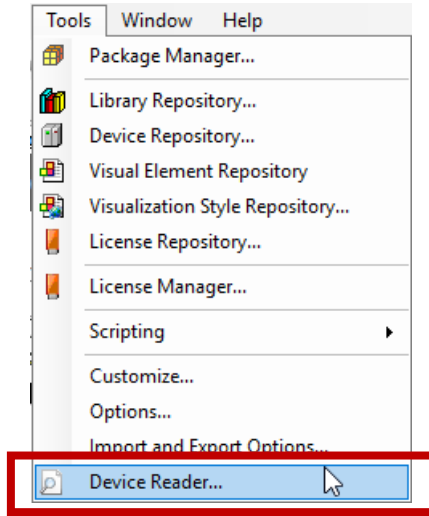 Tools Window Help
Package Manager...
Library Repository...
Device Repository...
Visual Element Repository
Visualization Style Repository...
License Repository...
License Manager...
Scripting
Customize...
Options...
Import and Export Options...
Device Reader...